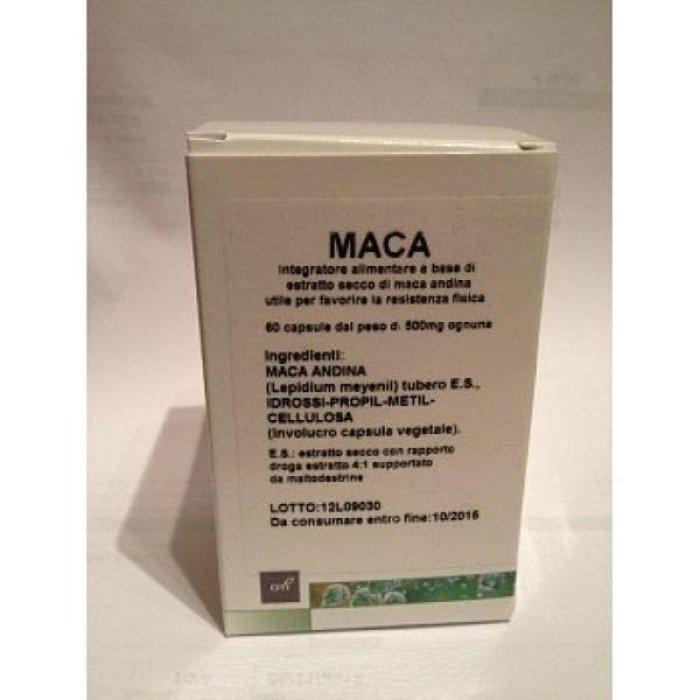 MACA
Integratore alimentare a base di
estratto secco di maca andina
utile per favorire la resistenza fisica
60 capsule dal peso di 500mg ognuna
Ingredienti:
MACA ANDINA
(Lepidium meyenii) tubero E.S.,
IDROSSI-PROPIL-METIL-
CELLULOSA
(involucro capsula vegetale).
E.S.: estratto secco con rapporto
droga estratto 4:1 supportato
da maltodestrine
LOTTO:12L09030
Da consumare entro fine:10/2015
OTI